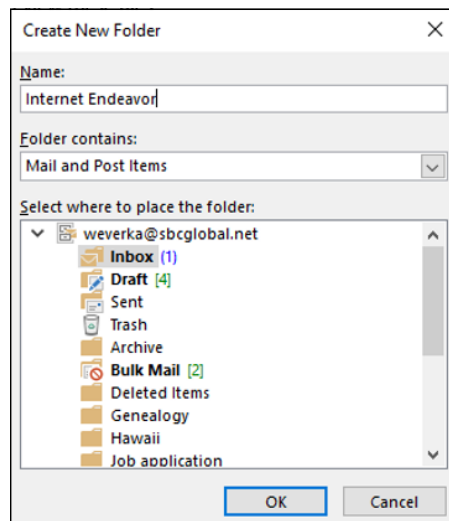 Create New Folder
Name:
Internet Endeavor
Folder contains:
Mail and Post Items
Select where to place the folder:
weverka@sbcglobal.net
Inbox (1)
Draft [4]
Sent
Trash
Archive
Bulk Mail [2]
Deleted Items
Genealogy
Hawaii
Job application
OK Cancel